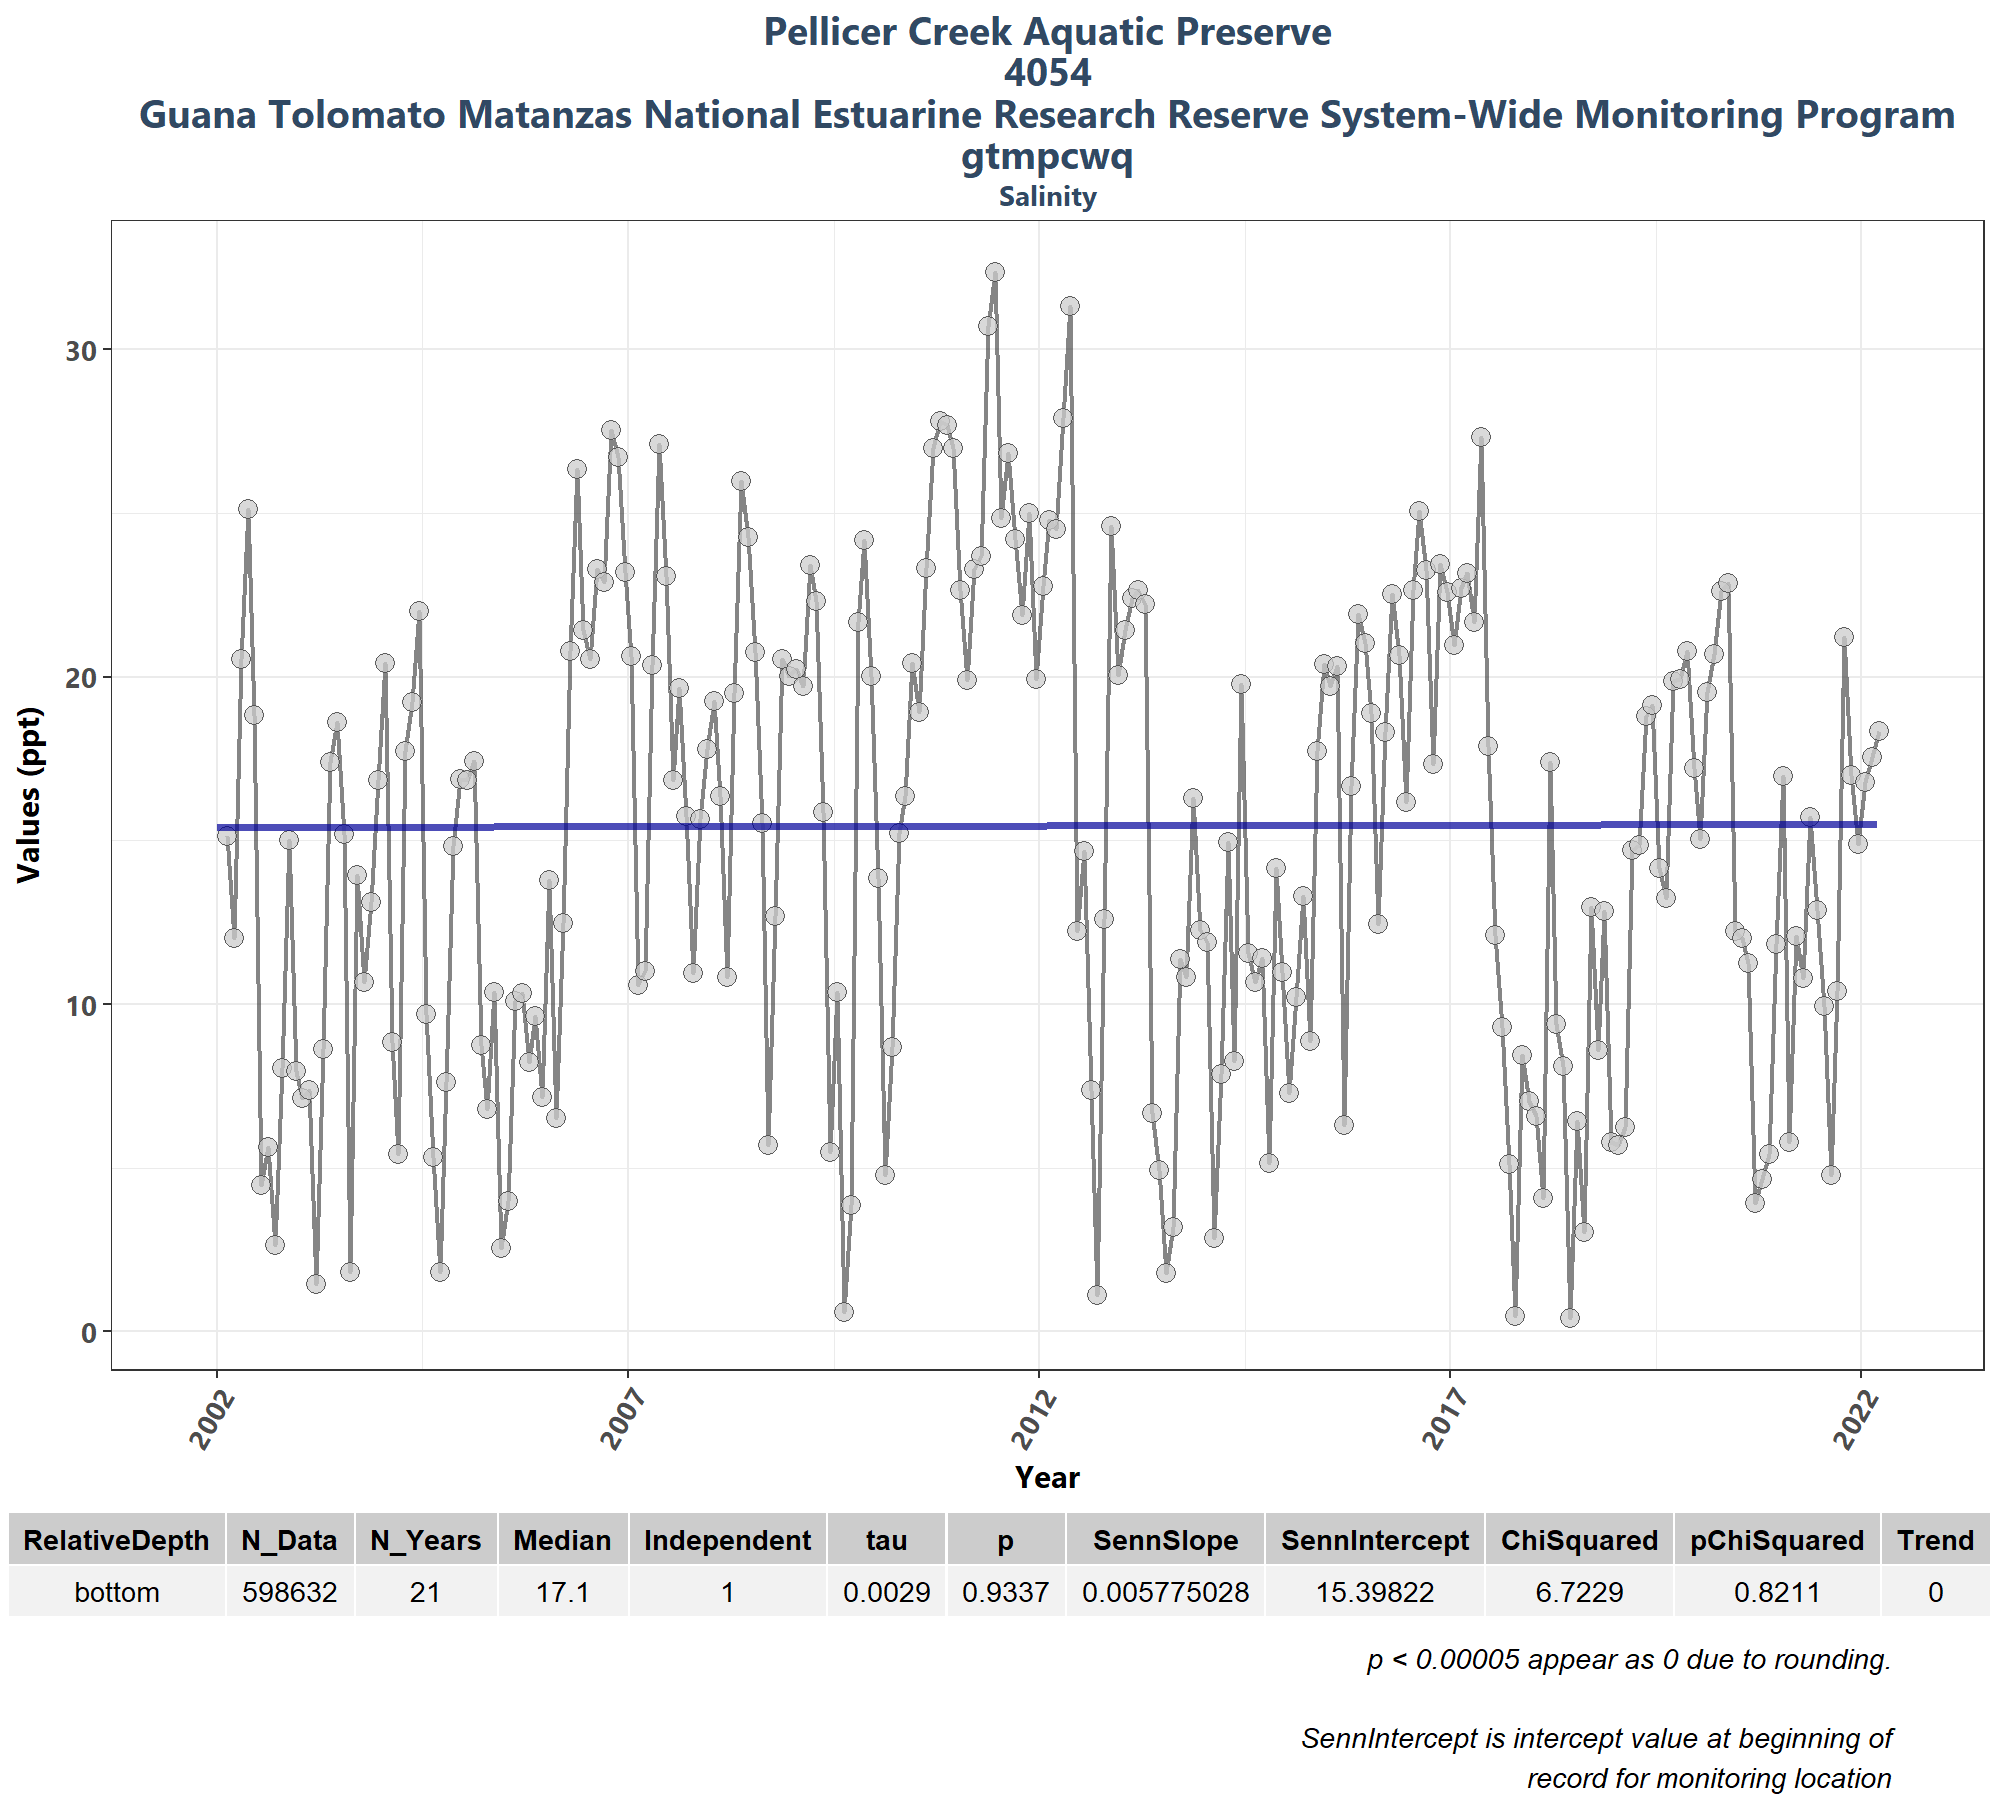 Pellicer Creek Aquatic Preserve
4054
Guana Tolomato Matanzas National Estuarine Research Reserve System-Wide Monitoring Program
gtmpcwq
Salinity
Values (ppt)
30
20
10
0
2002 2007 2012 2017 2022
Year
RelativeDepth N_Data N_Years Median Independent tau p SennSlope SennIntercept ChiSquared pChiSquared Trend
bottom 598632 21 17.1 1 0.0029 0.9337 0.005775028 15.39822 6.7229 0.8211 0
p < 0.00005 appear as 0 due to rounding.
SennIntercept is intercept value at beginning of
record for monitoring location